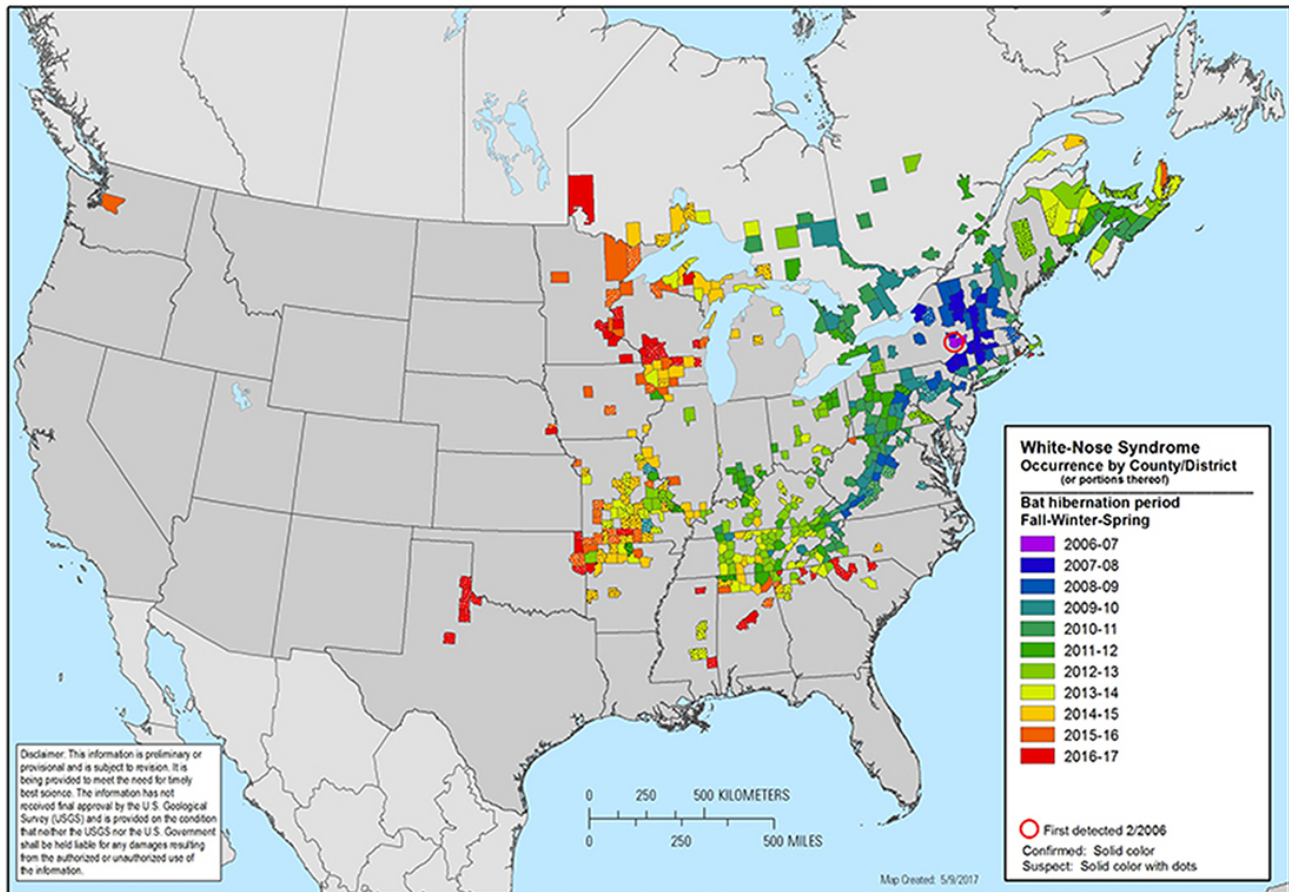 White-Nose Syndrome
Occurrence by County/District
(or portions thereof)
Bat hibernation period
Fall-Winter-Spring
2006-07
2007-08
2008-09
2009-10
2010-11
2011-12
2012-13
2013-14
2014-15
2015-16
2016-17
First detected 2/2006
Confirmed: Solid color
Suspect: Solid color with dots
Disclaimer: This information is preliminary or
provisional and is subject to revision. It is
being provided to meet the need for timely
best science. The information has not
received final approval by the U.S. Geological
Survey (USGS) and is provided on the condition
that neither the USGS nor the U.S. Government
shall be held liable for any damages resulting
from the authorized or unauthorized use of
the information.
0 250 500 KILOMETERS
0 250 500 MILES
Map Created: 5/9/2017